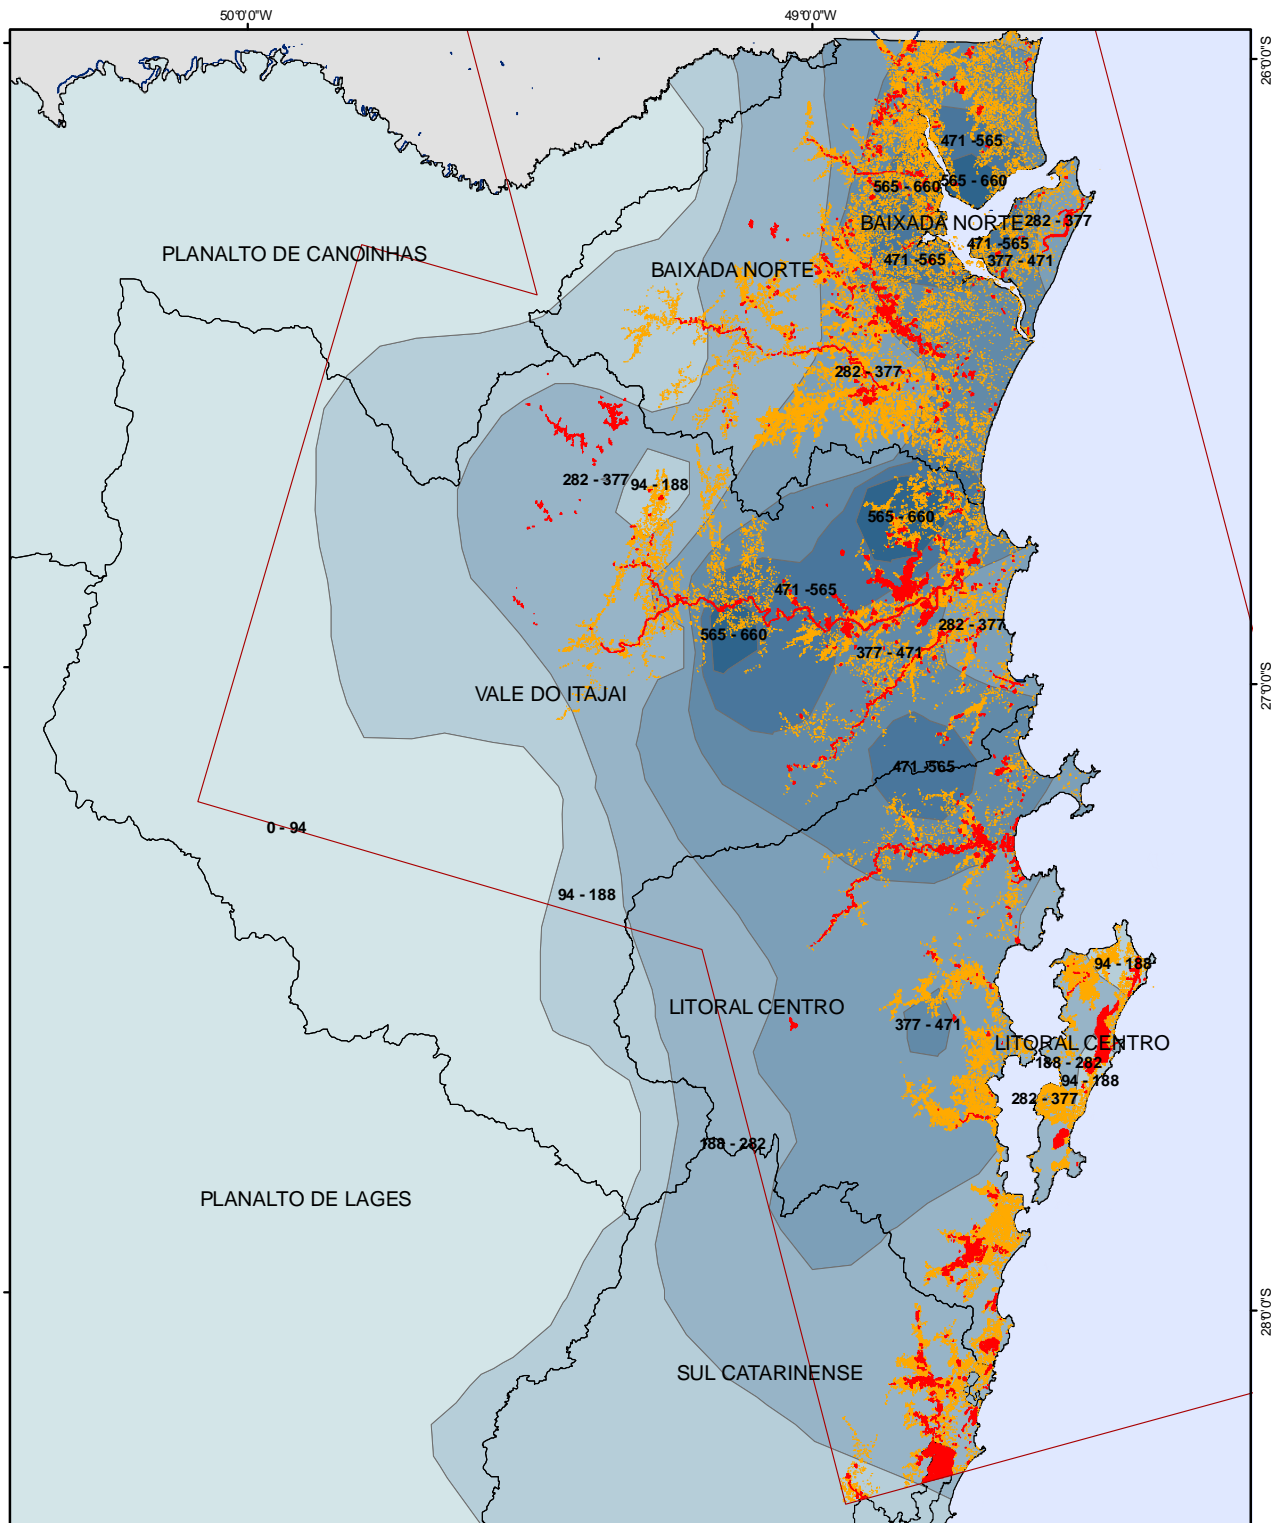 50°0'0"W
49°0'0"W
26°0'0"S
471 -565
565 - 660
565 - 660
BAIXADA NORTE
282 - 377
471 -565
471 -565
377 - 471
PLANALTO DE CANOINHAS
BAIXADA NORTE
282 - 377
282 - 377
94 - 188
565 - 660
471 -565
565 - 660
282 - 377
377 - 471
27°0'0"S
VALE DO ITAJAI
471 -565
0 - 94
94 - 188
94 - 188
LITORAL CENTRO
377 - 471
LITORAL CENTRO
188 - 282
94 - 188
282 - 377
188 - 282
PLANALTO DE LAGES
28°0'0"S
SUL CATARINENSE